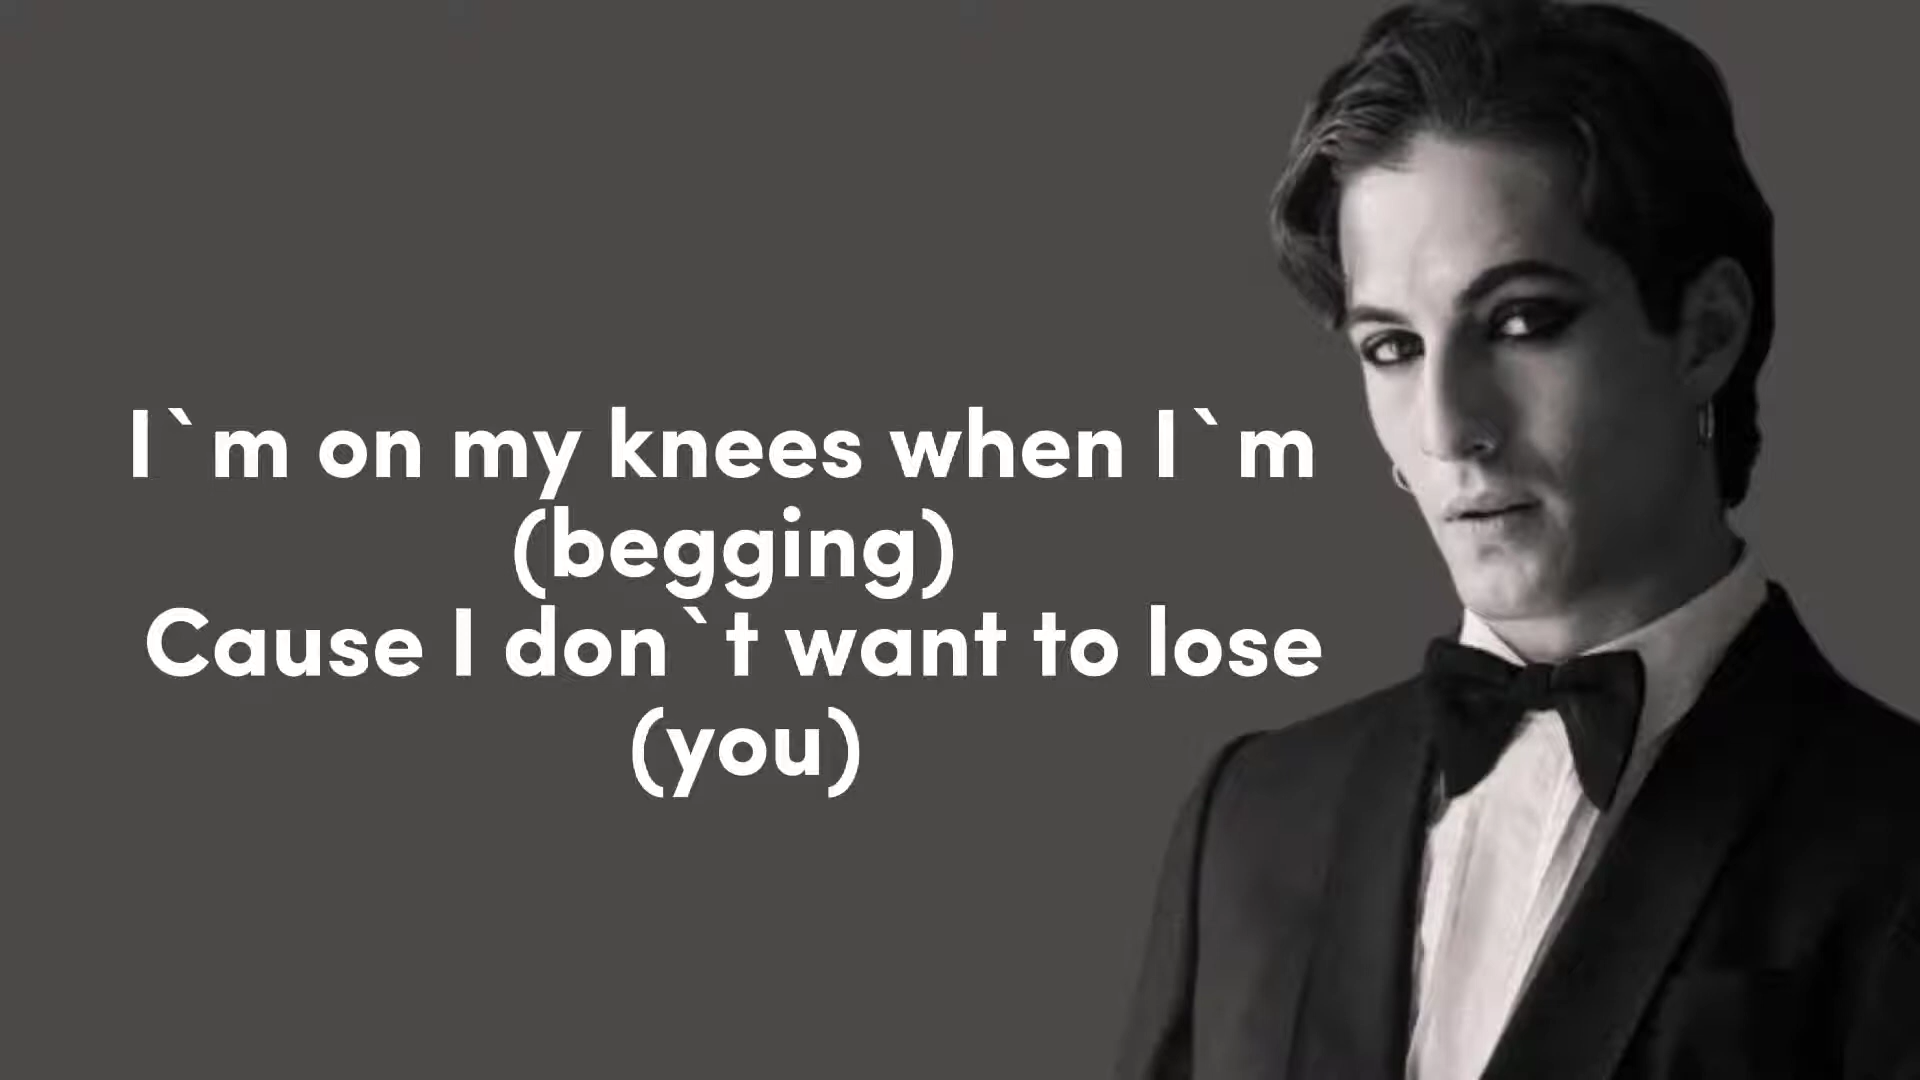 I`m on my knees when I`m
(begging)
Cause I don`t want to lose
(you)